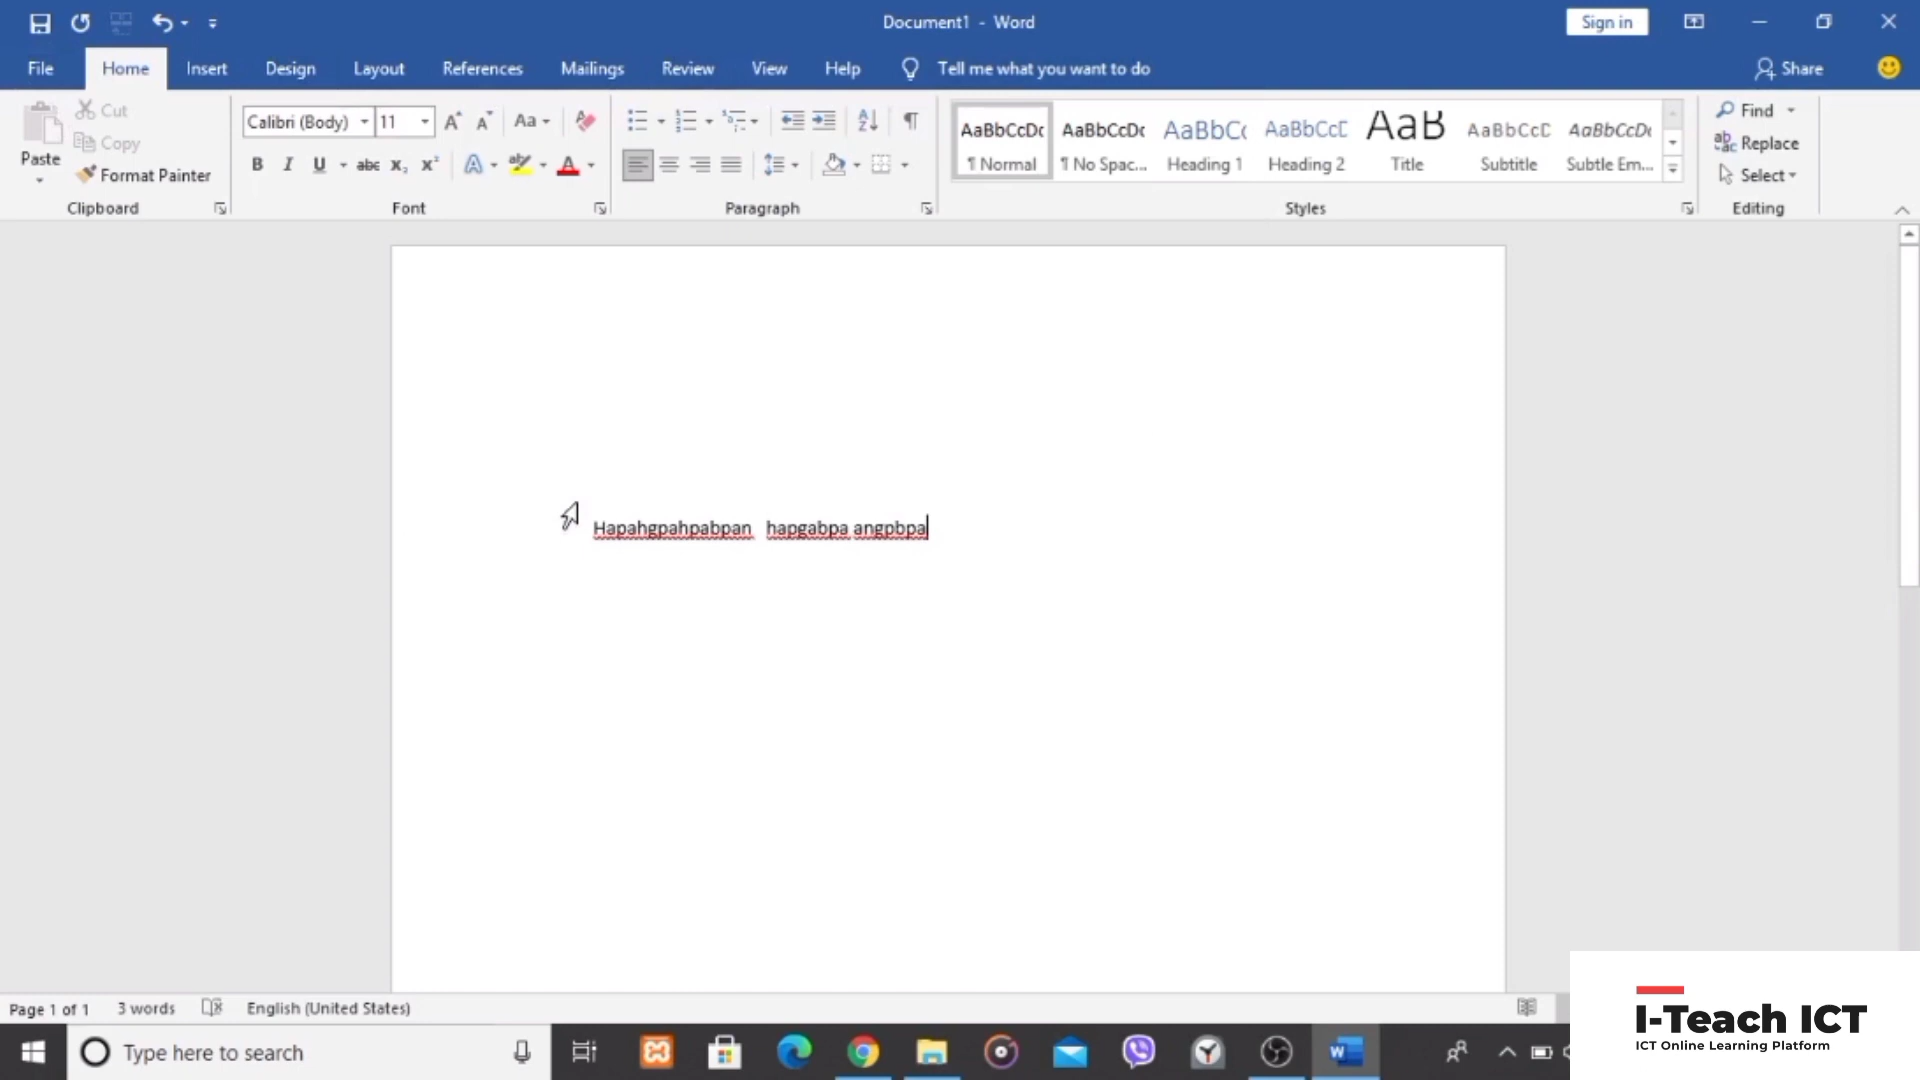 Document1 - Word
Sign in
File Home Insert Design Layout References Mailings Review View Help Tell me what you want to do Share
Paste
Cut
Copy
Format Painter
Clipboard
Calibri (Body) 11 Aa
B I U abc x₂ x² A A
Font
Paragraph
AaBbCcDc AaBbCcDc AaBbC AaBbCcC AaB AaBbCcC AaBbCcDc
¶ Normal ¶ No Spac... Heading 1 Heading 2 Title Subtitle Subtle Em...
Styles
Find
Replace
Select
Editing
Hapahgpahpabpan hapgabpa angpbpa
Page 1 of 1 3 words English (United States)
Type here to search
I-Teach ICT
ICT Online Learning Platform